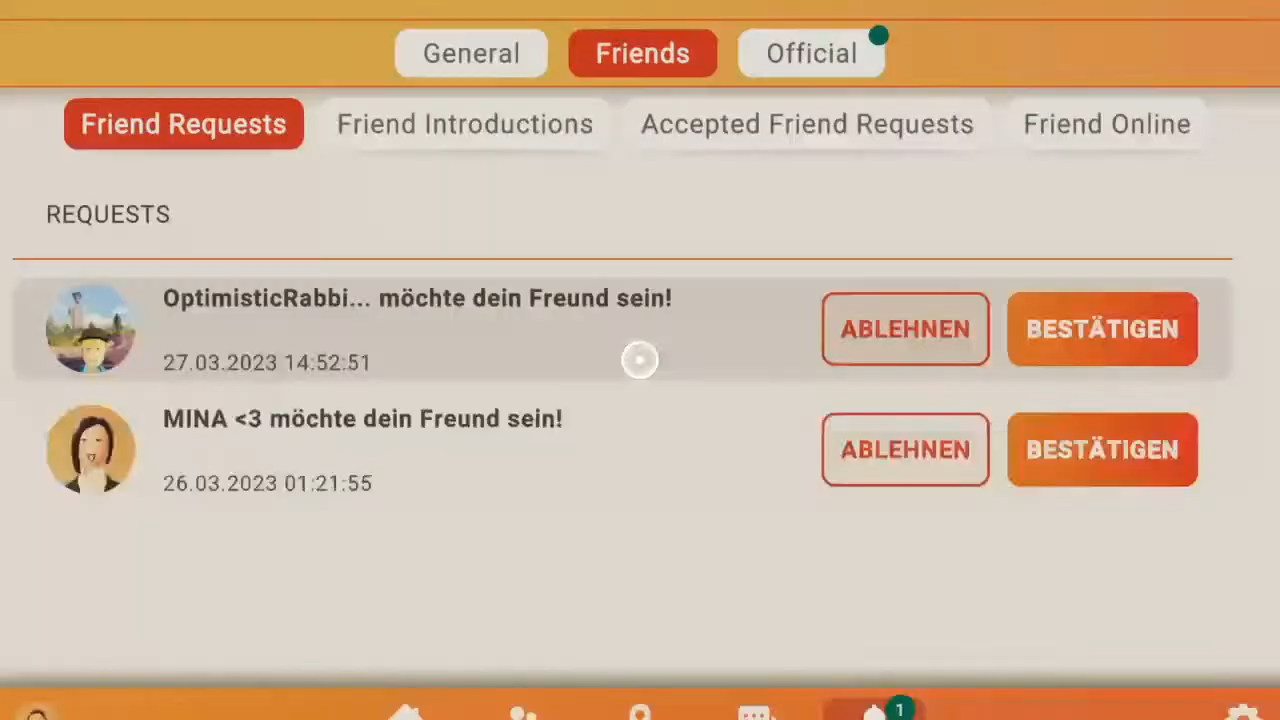 General Friends Official
Friend Requests Friend Introductions Accepted Friend Requests Friend Online
REQUESTS
OptimisticRabbi... möchte dein Freund sein!
27.03.2023 14:52:51
ABLEHNEN BESTÄTIGEN
MINA <3 möchte dein Freund sein!
26.03.2023 01:21:55
ABLEHNEN BESTÄTIGEN
1